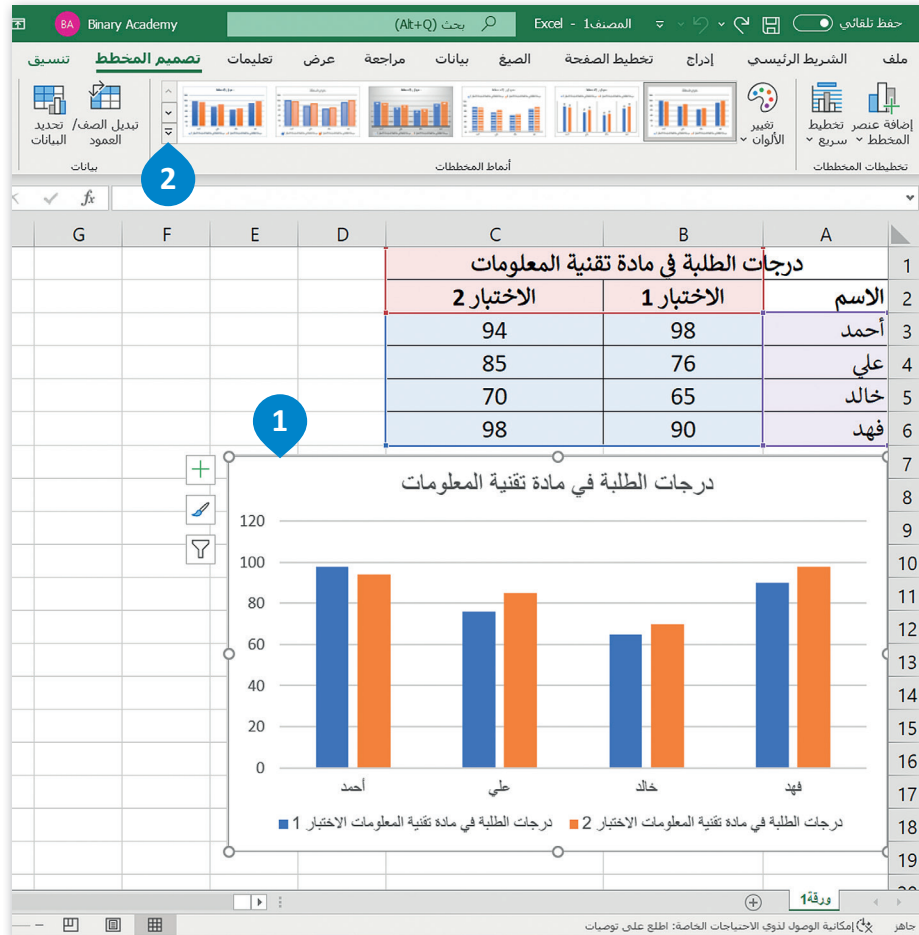 حفظ تلقائي
المصنف1 - Excel
بحث (Alt+Q)
Binary Academy
BA
ملف
الشريط الرئيسي
إدراج
تخطيط الصفحة
الصيغ
بيانات
مراجعة
عرض
تعليمات
تصميم المخطط
تنسيق
إضافة عنصر المخطط
تخطيط سريع
تغيير الألوان
تبديل الصف/ العمود
تحديد البيانات
تخطيطات المخططات
أنماط المخططات
بيانات
2
fx
A B C D E F G
1 درجات الطلبة في مادة تقنية المعلومات
2 الاسم الاختبار 1 الاختبار 2
3 أحمد 98 94
4 علي 76 85
5 خالد 65 70
6 فهد 90 98
1
7
8
9
10
11
12
13
14
15
16
17
18
19
درجات الطلبة في مادة تقنية المعلومات
120
100
80
60
40
20
0
أحمد علي خالد فهد
درجات الطلبة في مادة تقنية المعلومات الاختبار 1
درجات الطلبة في مادة تقنية المعلومات الاختبار 2
ورقة1
جاهز
إمكانية الوصول لذوي الاحتياجات الخاصة: اطلع على توصيات